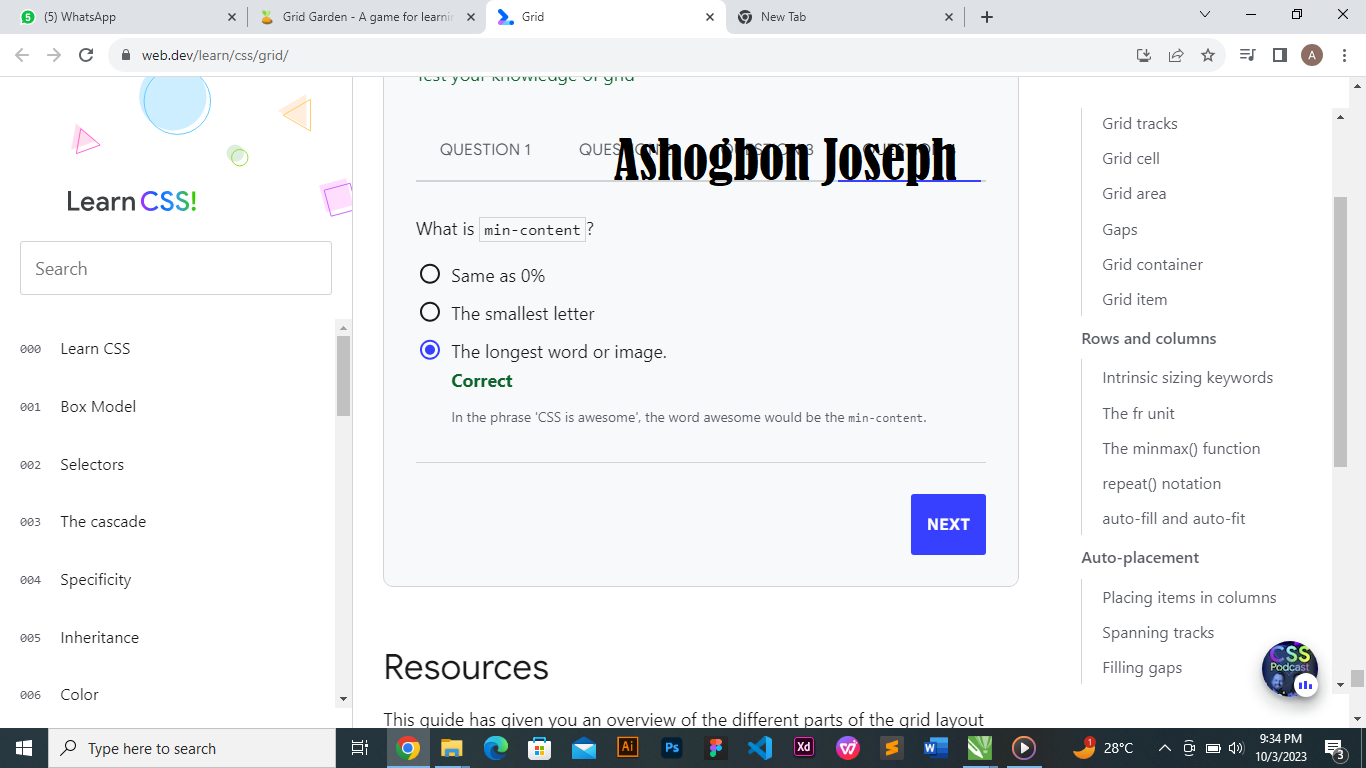 (5) WhatsApp
Grid Garden - A game for learnin
Grid
New Tab
web.dev/learn/css/grid/
A
Learn CSS!
Search
000 Learn CSS
001 Box Model
002 Selectors
003 The cascade
004 Specificity
005 Inheritance
006 Color
Test your knowledge of grid
QUESTION 1
Ashogbon Joseph
What is min-content?
Same as 0%
The smallest letter
The longest word or image.
Correct
In the phrase 'CSS is awesome', the word awesome would be the min-content.
NEXT
Resources
This guide has given you an overview of the different parts of the grid layout
Grid tracks
Grid cell
Grid area
Gaps
Grid container
Grid item
Rows and columns
Intrinsic sizing keywords
The fr unit
The minmax() function
repeat() notation
auto-fill and auto-fit
Auto-placement
Placing items in columns
Spanning tracks
Filling gaps
CSS
Podcast
Type here to search
Ai
Ps
Xd
W
1
28°C
9:34 PM
10/3/2023
3